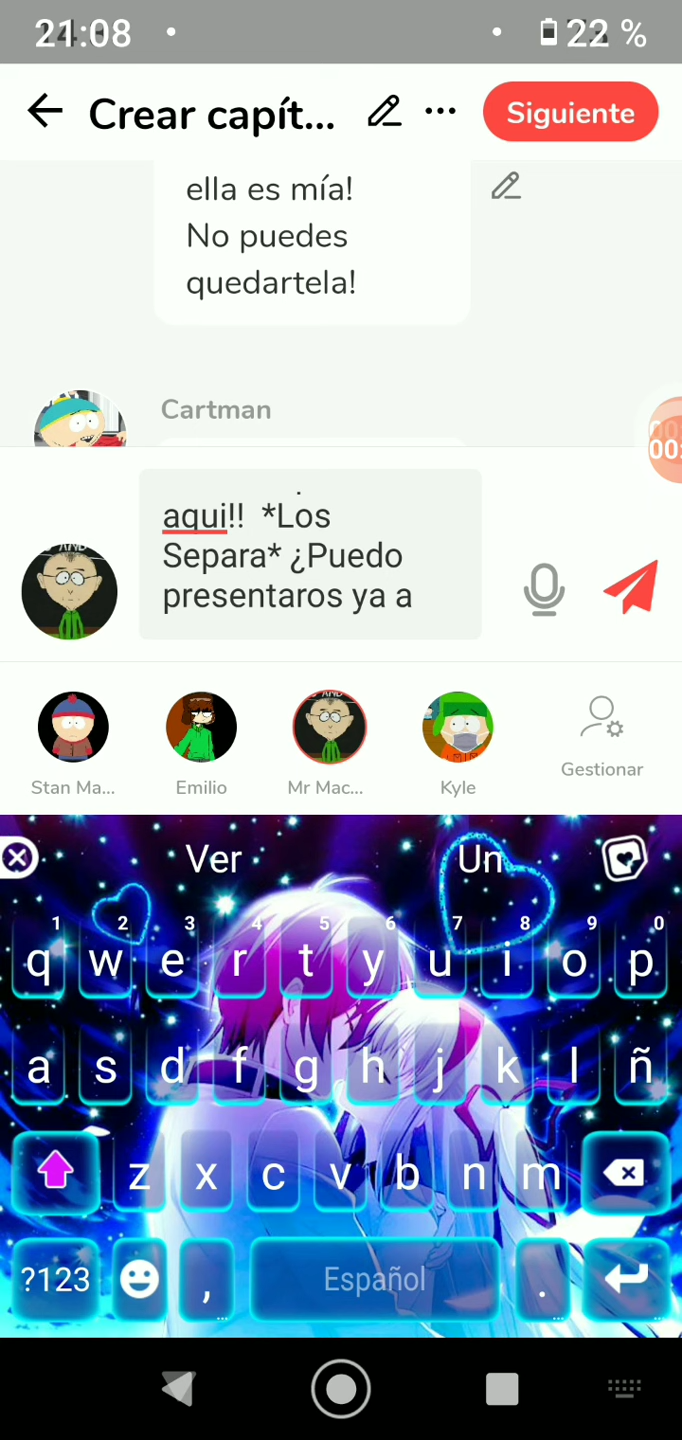 21:08
22 %
Crear capít...
Siguiente
ella es mía!
No puedes
quedartela!
Cartman
00:
aqui!! *Los
Separa* ¿Puedo
presentaros ya a
AND
Stan Ma...
Emilio
Mr Mac...
Kyle
Gestionar
Ver
Un
1 2 3 4 5 6 7 8 9 0
q w e r t y u i o p
a s d f g h j k l ñ
z x c v b n m
?123 , Español .